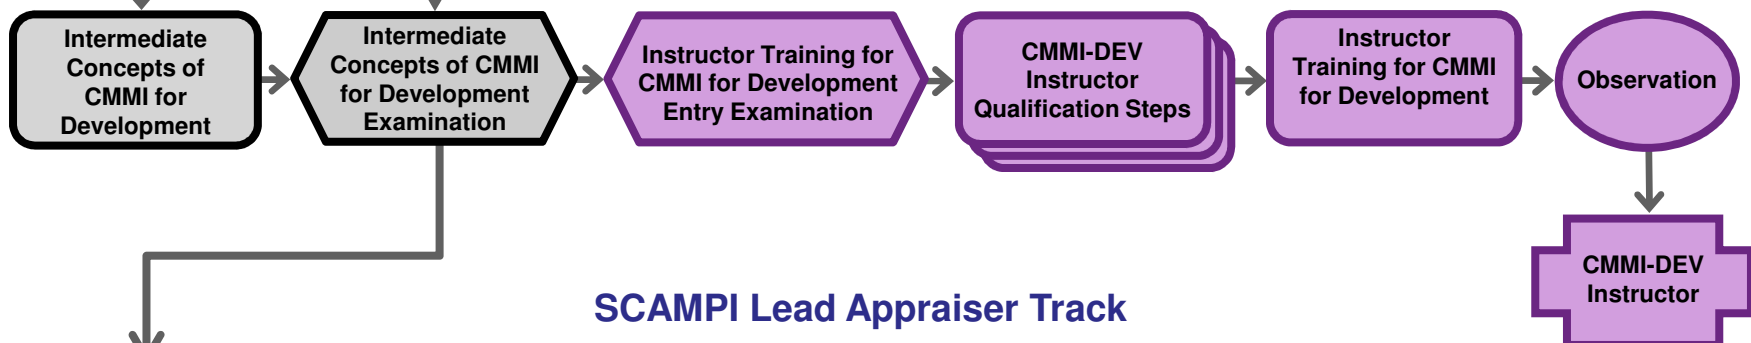 Intermediate
Concepts of
CMMI for
Development
Intermediate
Concepts of CMMI
for Development
Examination
Instructor Training for
CMMI for Development
Entry Examination
CMMI-DEV
Instructor
Qualification Steps
Instructor
Training for CMMI
for Development
Observation
CMMI-DEV
Instructor
SCAMPI Lead Appraiser Track